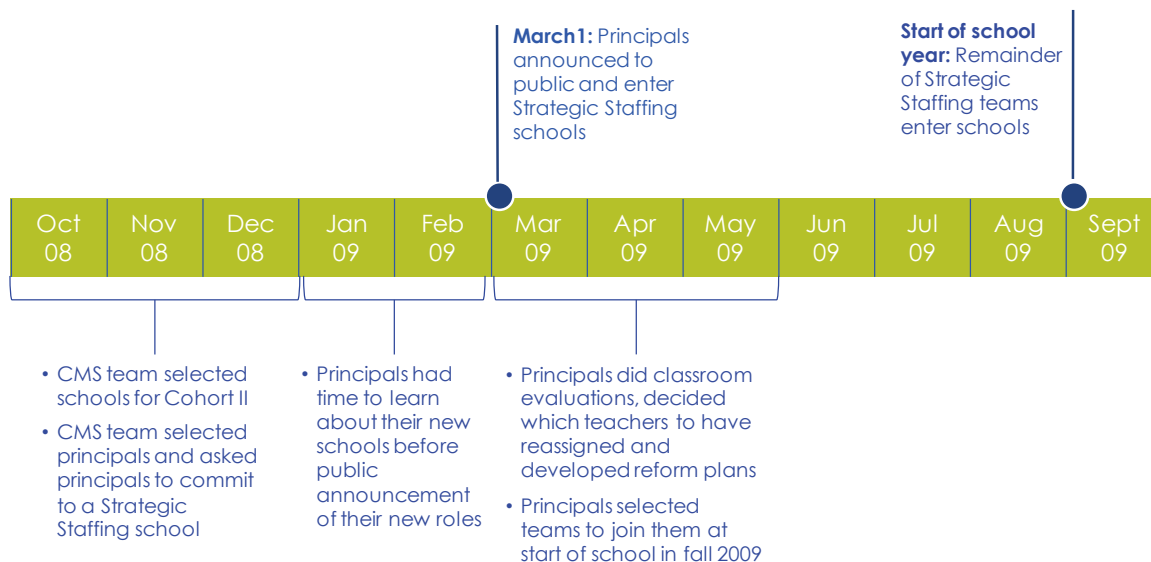 March1: Principals
announced to
public and enter
Strategic Staffing
schools
Start of school
year: Remainder
of Strategic
Staffing teams
enter schools
Oct
08
Nov
08
Dec
08
Jan
09
Feb
09
Mar
09
Apr
09
May
09
Jun
09
Jul
09
Aug
09
Sept
09
• CMS team selected
schools for Cohort II
• CMS team selected
principals and asked
principals to commit
to a Strategic
Staffing school
• Principals had
time to learn
about their new
schools before
public
announcement
of their new roles
• Principals did classroom
evaluations, decided
which teachers to have
reassigned and
developed reform plans
• Principals selected
teams to join them at
start of school in fall 2009